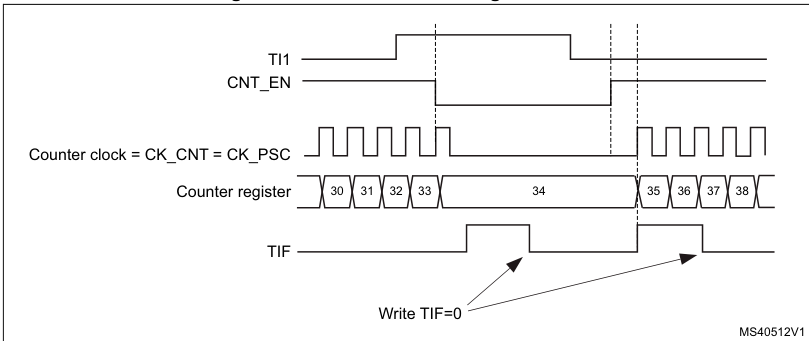 TI1
CNT_EN
Counter clock = CK_CNT = CK_PSC
Counter register 30 31 32 33 34 35 36 37 38
TIF
Write TIF=0
MS40512V1